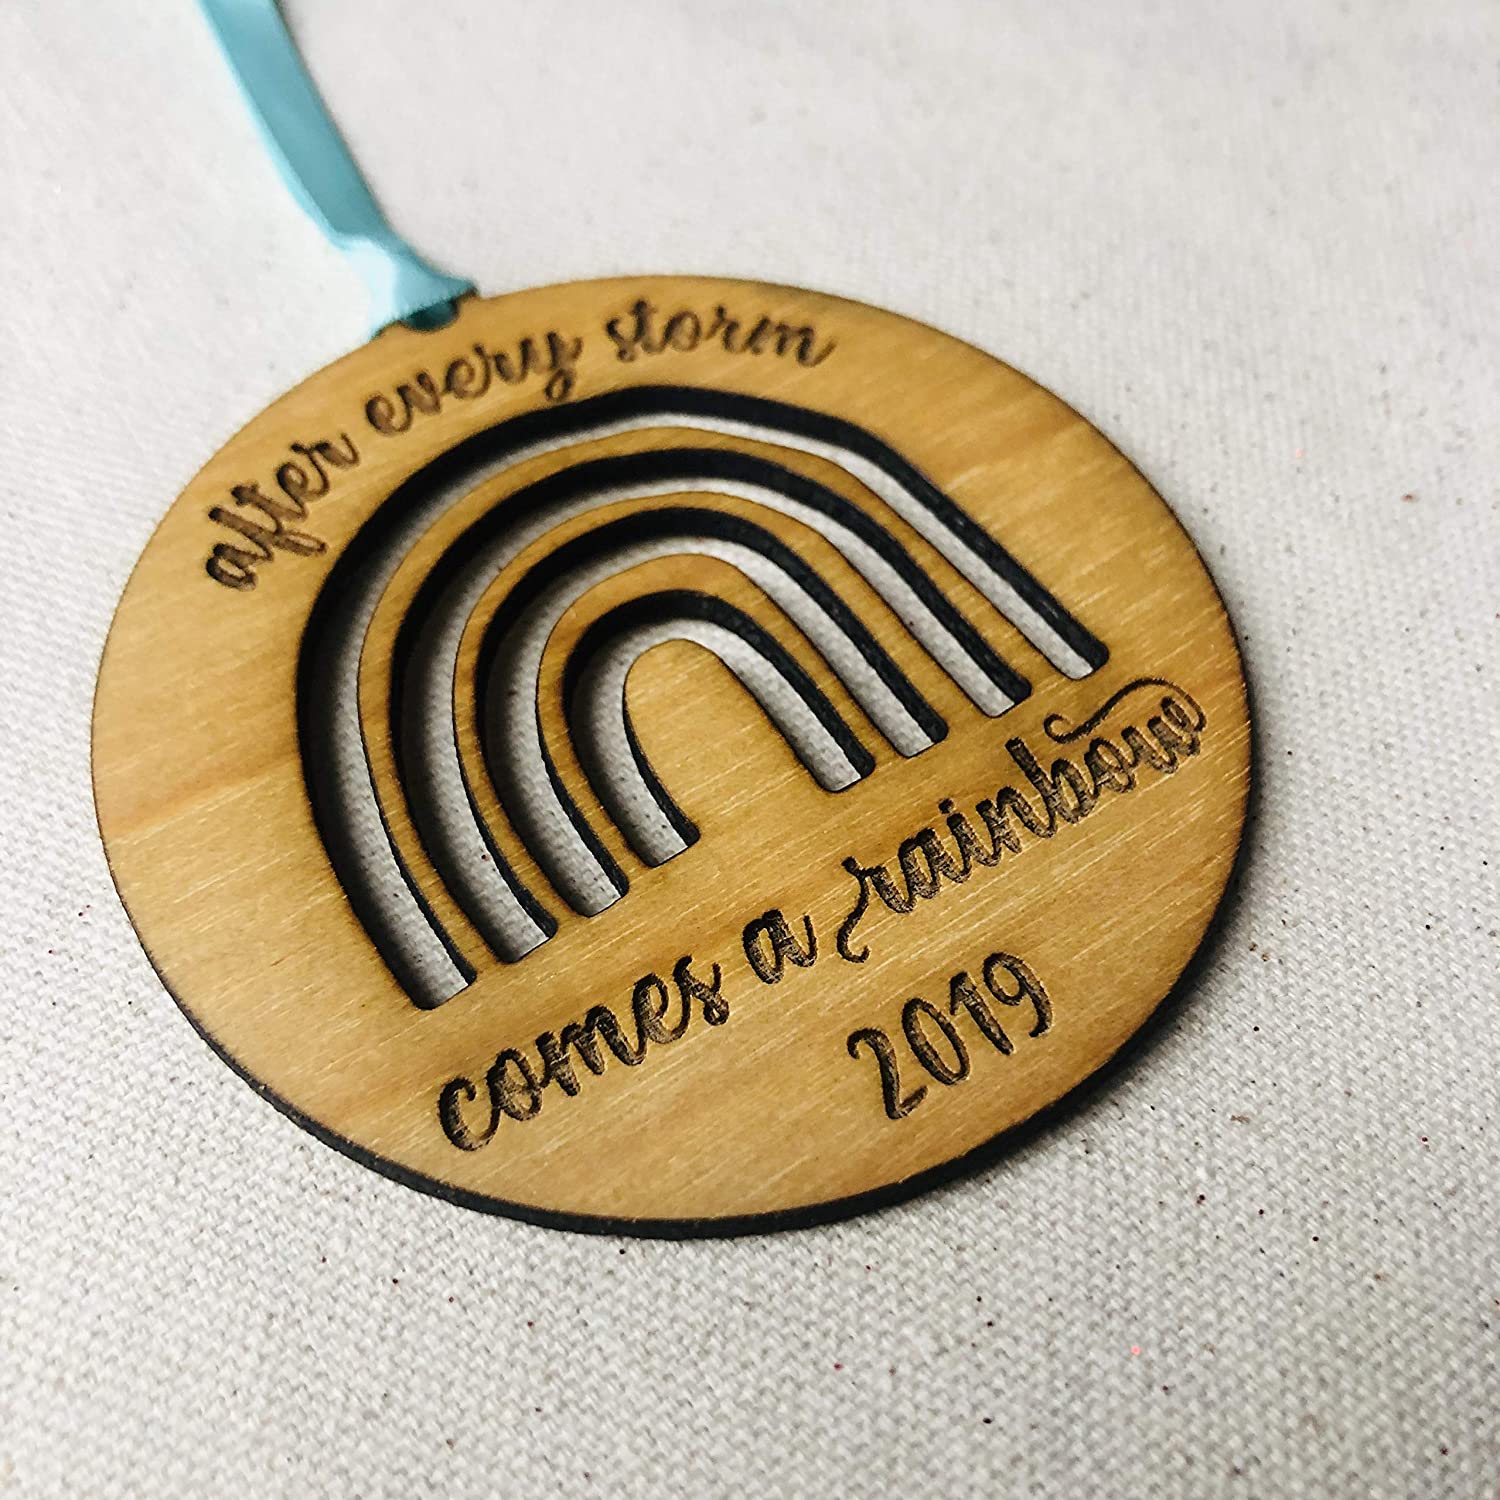 after every storm
comes a rainbow
2019